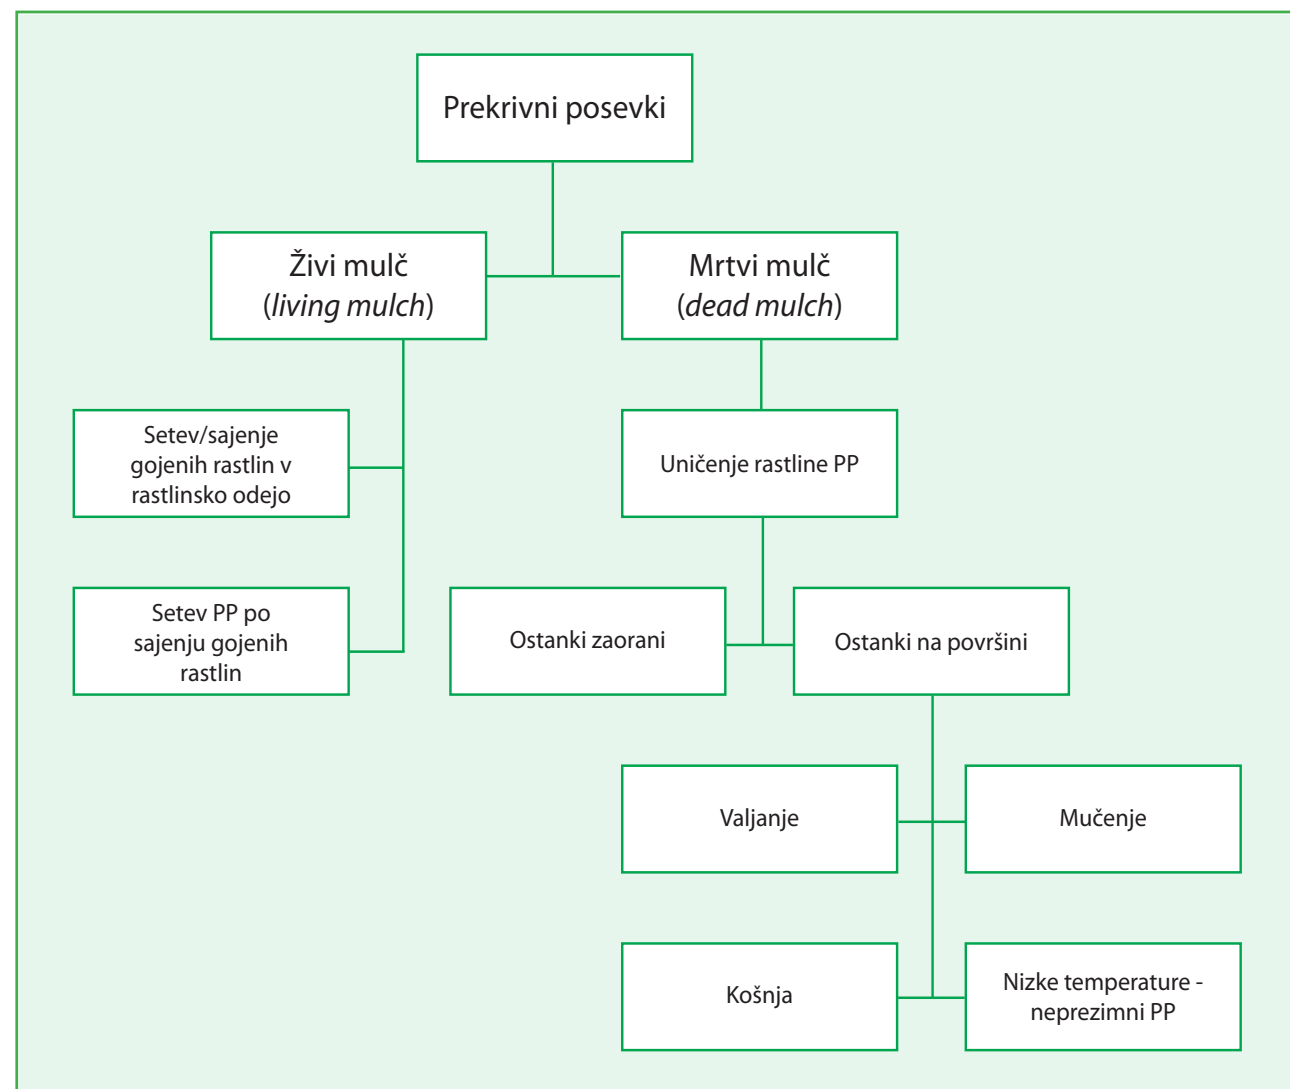 Prekrivni posevki
Živi mulč
(living mulch)
Mrtvi mulč
(dead mulch)
Setev/sajenje
gojenih rastlin v
rastlinsko odejo
Uničenje rastline PP
Setev PP po
sajenju gojenih
rastlin
Ostanki zaorani
Ostanki na površini
Valjanje
Mučenje
Košnja
Nizke temperature -
neprezimni PP